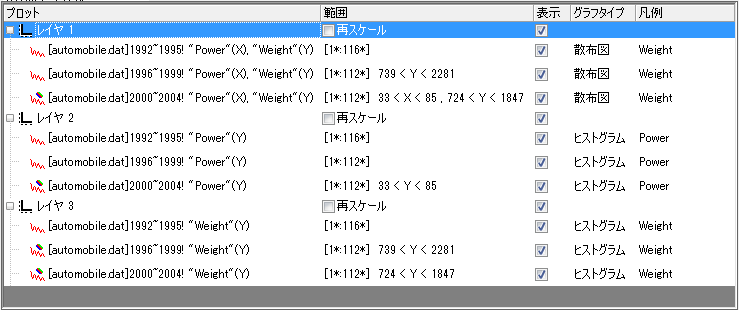 プロット 範囲 表示 グラフタイプ 凡例
レイヤ 1 再スケール
[automobile.dat]1992~1995! "Power"(X), "Weight"(Y) [1*:116*] 散布図 Weight
[automobile.dat]1996~1999! "Power"(X), "Weight"(Y) [1*:112*] 739 < Y < 2281 散布図 Weight
[automobile.dat]2000~2004! "Power"(X), "Weight"(Y) [1*:112*] 33 < X < 85 , 724 < Y < 1847 散布図 Weight
レイヤ 2 再スケール
[automobile.dat]1992~1995! "Power"(Y) [1*:116*] ヒストグラム Power
[automobile.dat]1996~1999! "Power"(Y) [1*:112*] ヒストグラム Power
[automobile.dat]2000~2004! "Power"(Y) [1*:112*] 33 < Y < 85 ヒストグラム Power
レイヤ 3 再スケール
[automobile.dat]1992~1995! "Weight"(Y) [1*:116*] ヒストグラム Weight
[automobile.dat]1996~1999! "Weight"(Y) [1*:112*] 739 < Y < 2281 ヒストグラム Weight
[automobile.dat]2000~2004! "Weight"(Y) [1*:112*] 724 < Y < 1847 ヒストグラム Weight